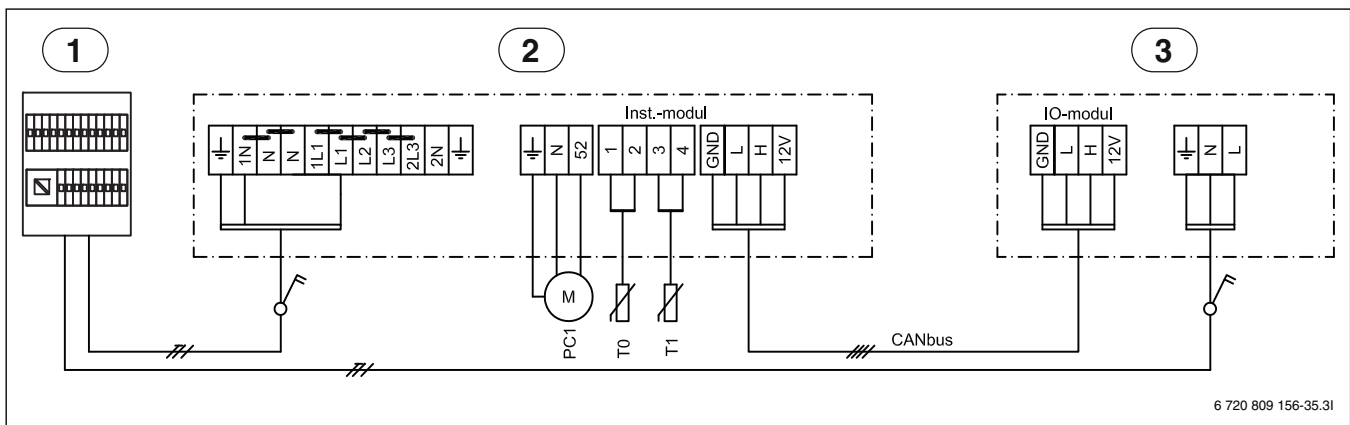 1
2
3
Inst.-modul
IO-modul
1N
N
N
1L1
L1
L2
L3
2L3
2N
N
52
1
2
3
4
GND
L
H
12V
GND
L
H
12V
N
L
M
PC1
T0
T1
CANbus
6 720 809 156-35.3I